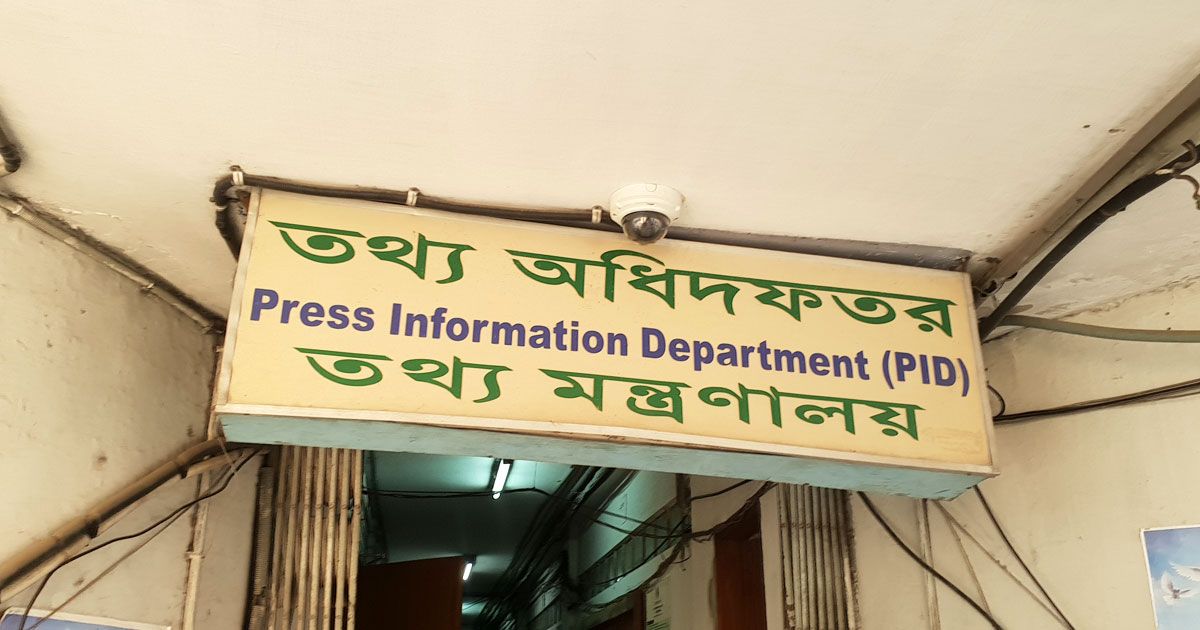 তথ্য অধিদফতর
Press Information Department (PID)
তথ্য মন্ত্রণালয়